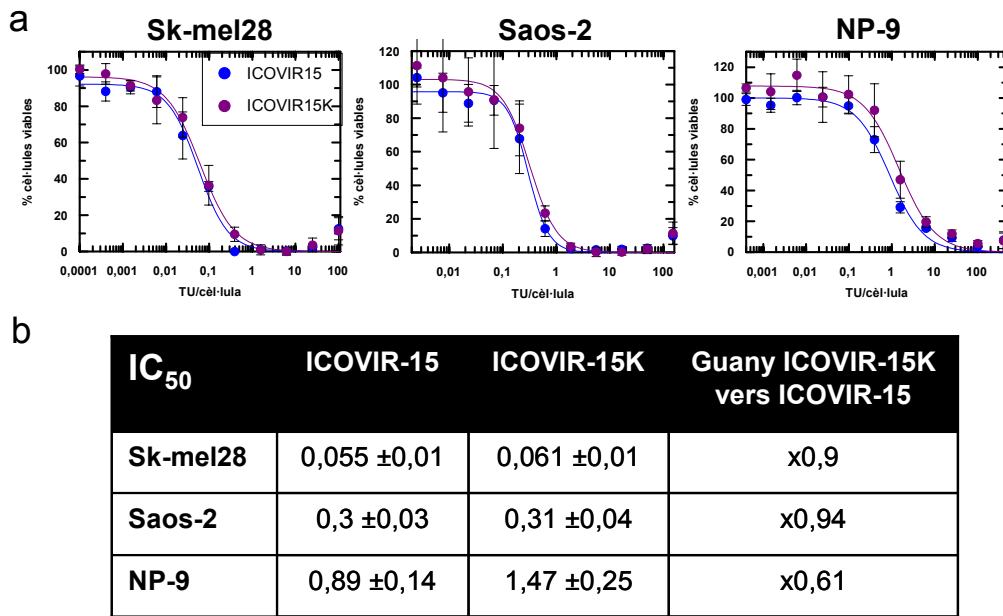 a
Sk-mel28
Saos-2
NP-9
ICOVIR15
ICOVIR15K
% cèl·lules viables
100
80
60
40
20
0
0,0001 0,001 0,01 0,1 1 10 100
TU/cèl·lula
% cèl·lules viables
120
100
80
60
40
20
0
0,01 0,1 1 10 100
TU/cèl·lula
% cèl·lules viables
120
100
80
60
40
20
0
0,001 0,01 0,1 1 10 100
TU/cèl·lula
b
IC50 ICOVIR-15 ICOVIR-15K Guany ICOVIR-15K
vers ICOVIR-15
Sk-mel28 0,055 ±0,01 0,061 ±0,01 x0,9
Saos-2 0,3 ±0,03 0,31 ±0,04 x0,94
NP-9 0,89 ±0,14 1,47 ±0,25 x0,61